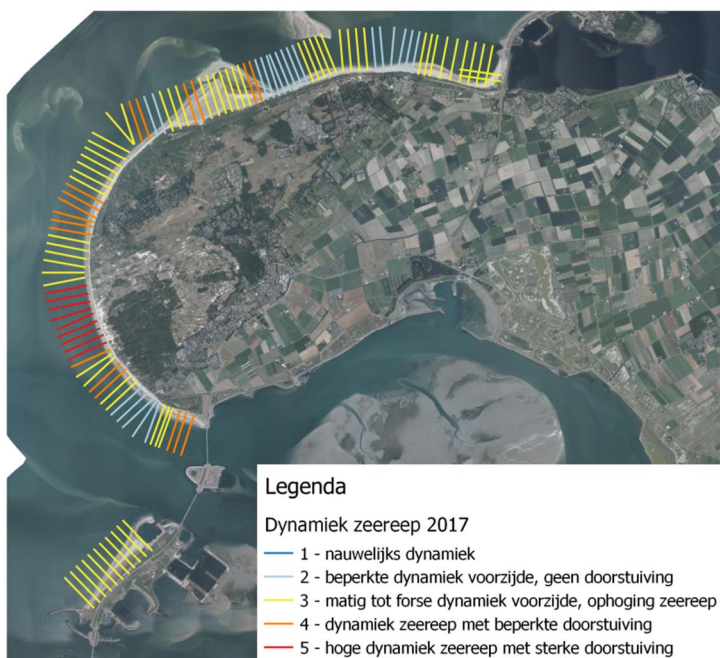 Legenda
Dynamiek zeereep 2017
1 - nauwelijks dynamiek
2 - beperkte dynamiek voorzijde, geen doorstuiving
3 - matig tot forse dynamiek voorzijde, ophoging zeereep
4 - dynamiek zeereep met beperkte doorstuiving
5 - hoge dynamiek zeereep met sterke doorstuiving